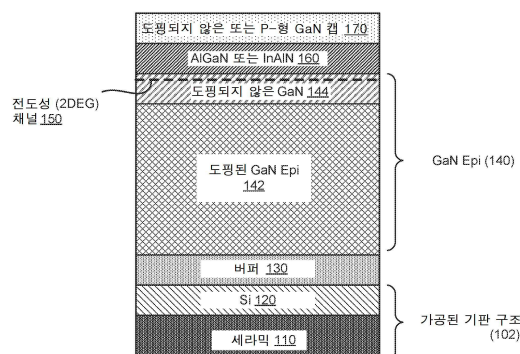 도핑되지 않은 또는 P-형 GaN 캡 170
AlGaN 또는 InAlN 160
도핑되지 않은 GaN 144
전도성 (2DEG)
채널 150
도핑된 GaN Epi
142
GaN Epi (140)
버퍼 130
Si 120
세라믹 110
가공된 기판 구조
(102)